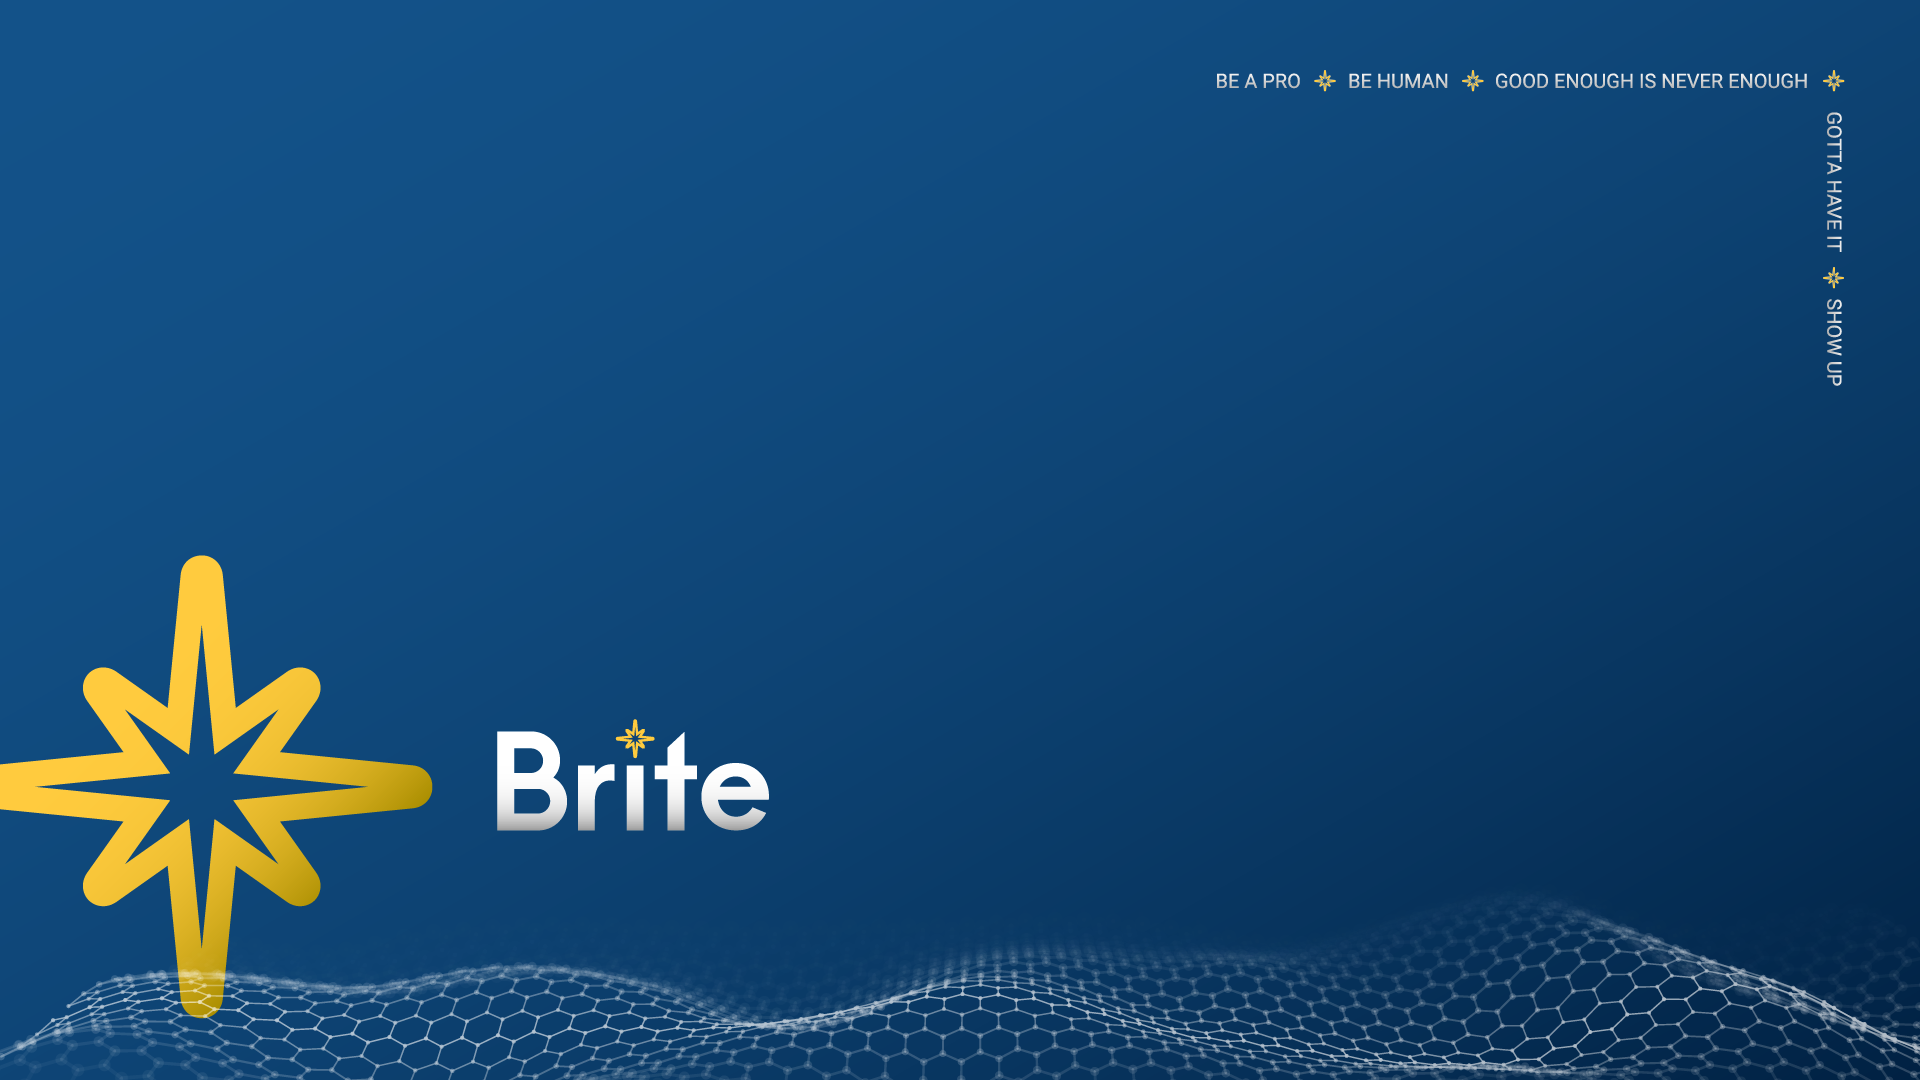 BE A PRO BE HUMAN GOOD ENOUGH IS NEVER ENOUGH
GOTTA HAVE IT SHOW UP
Brite